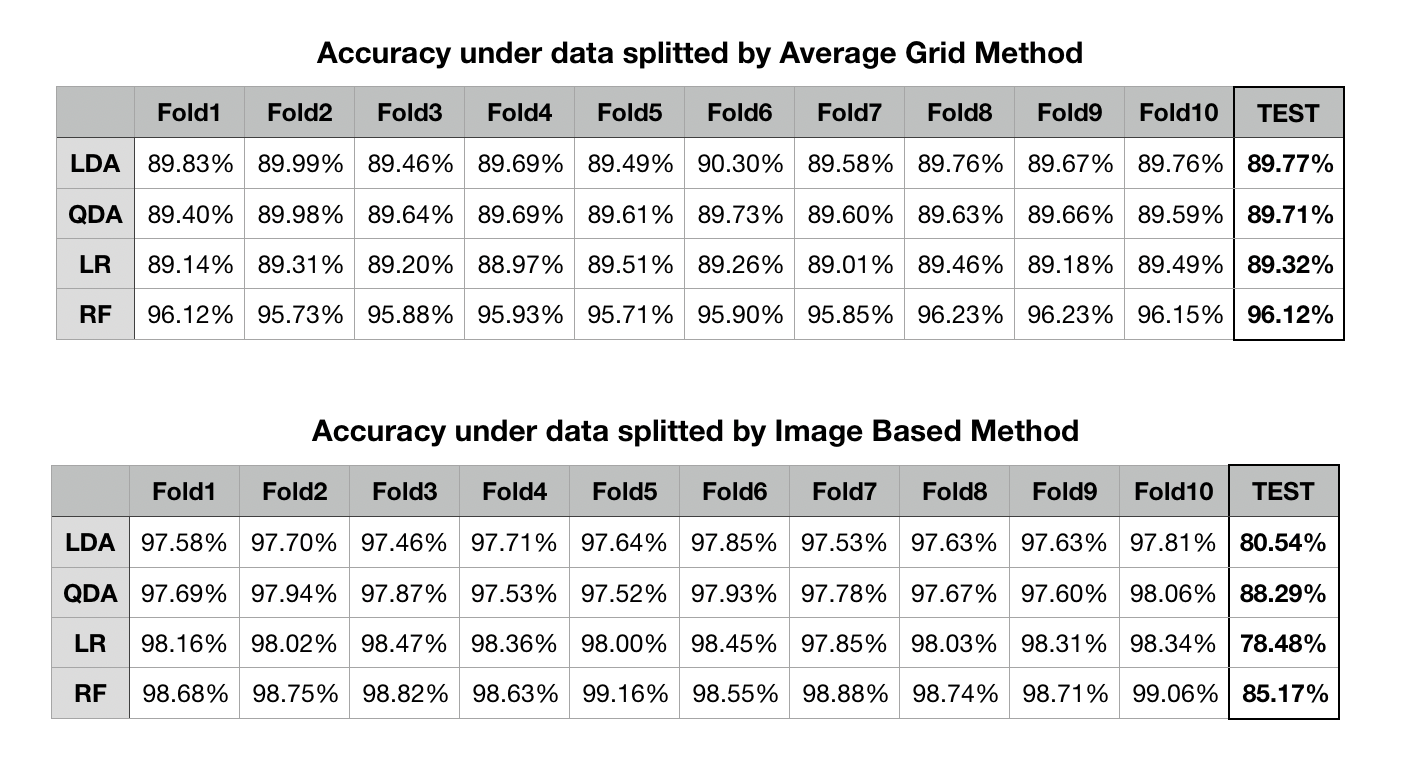 Accuracy under data splitted by Average Grid Method
Fold1 Fold2 Fold3 Fold4 Fold5 Fold6 Fold7 Fold8 Fold9 Fold10 TEST
LDA 89.83% 89.99% 89.46% 89.69% 89.49% 90.30% 89.58% 89.76% 89.67% 89.76% 89.77%
QDA 89.40% 89.98% 89.64% 89.69% 89.61% 89.73% 89.60% 89.63% 89.66% 89.59% 89.71%
LR 89.14% 89.31% 89.20% 88.97% 89.51% 89.26% 89.01% 89.46% 89.18% 89.49% 89.32%
RF 96.12% 95.73% 95.88% 95.93% 95.71% 95.90% 95.85% 96.23% 96.23% 96.15% 96.12%
Accuracy under data splitted by Image Based Method
Fold1 Fold2 Fold3 Fold4 Fold5 Fold6 Fold7 Fold8 Fold9 Fold10 TEST
LDA 97.58% 97.70% 97.46% 97.71% 97.64% 97.85% 97.53% 97.63% 97.63% 97.81% 80.54%
QDA 97.69% 97.94% 97.87% 97.53% 97.52% 97.93% 97.78% 97.67% 97.60% 98.06% 88.29%
LR 98.16% 98.02% 98.47% 98.36% 98.00% 98.45% 97.85% 98.03% 98.31% 98.34% 78.48%
RF 98.68% 98.75% 98.82% 98.63% 99.16% 98.55% 98.88% 98.74% 98.71% 99.06% 85.17%